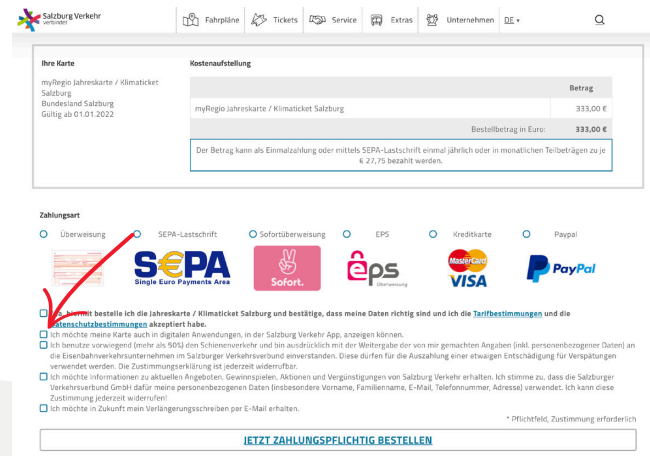 Salzburg Verkehr
verbindet
Fahrpläne
Tickets
Service
Extras
Unternehmen
DE
Ihre Karte
Kostenaufstellung
myRegio Jahreskarte / Klimaticket
Salzburg
Bundesland Salzburg
Gültig ab 01.01.2022
Betrag
myRegio Jahreskarte / Klimaticket Salzburg 333,00 €
Bestellbetrag in Euro: 333,00 €
Der Betrag kann als Einmalzahlung oder mittels SEPA-Lastschrift einmal jährlich oder in monatlichen Teilbeträgen zu je
€ 27,75 bezahlt werden.
Zahlungsart
Überweisung
SEPA-Lastschrift
Sofortüberweisung
EPS
Kreditkarte
Paypal
S€PA
Single Euro Payments Area
Sofort.
eps
Überweisung
MasterCard
VISA
PayPal
hiermit bestelle ich die Jahreskarte / Klimaticket Salzburg und bestätige, dass meine Daten richtig sind und ich die Tarifbestimmungen und die
Datenschutzbestimmungen akzeptiert habe.
Ich möchte meine Karte auch in digitalen Anwendungen, in der Salzburg Verkehr App, anzeigen können.
Ich benutze vorwiegend (mehr als 50%) den Schienenverkehr und bin ausdrücklich mit der Weitergabe der von mir gemachten Angaben (inkl. personenbezogener Daten) an
die Eisenbahnverkehrsunternehmen im Salzburger Verkehrsverbund einverstanden. Diese dürfen für die Auszahlung einer etwaigen Entschädigung für Verspätungen
verwendet werden. Die Zustimmungserklärung ist jederzeit widerrufbar.
Ich möchte Informationen zu aktuellen Angeboten, Gewinnspielen, Aktionen und Vergünstigungen von Salzburg Verkehr erhalten. Ich stimme zu, dass die Salzburger
Verkehrsverbund GmbH dafür meine personenbezogenen Daten (insbesondere Vorname, Familienname, E-Mail, Telefonnummer, Adresse) verwendet. Ich kann diese
Zustimmung jederzeit widerrufen!
Ich möchte in Zukunft mein Verlängerungsschreiben per E-Mail erhalten.
* Pflichtfeld, Zustimmung erforderlich
JETZT ZAHLUNGSPFLICHTIG BESTELLEN